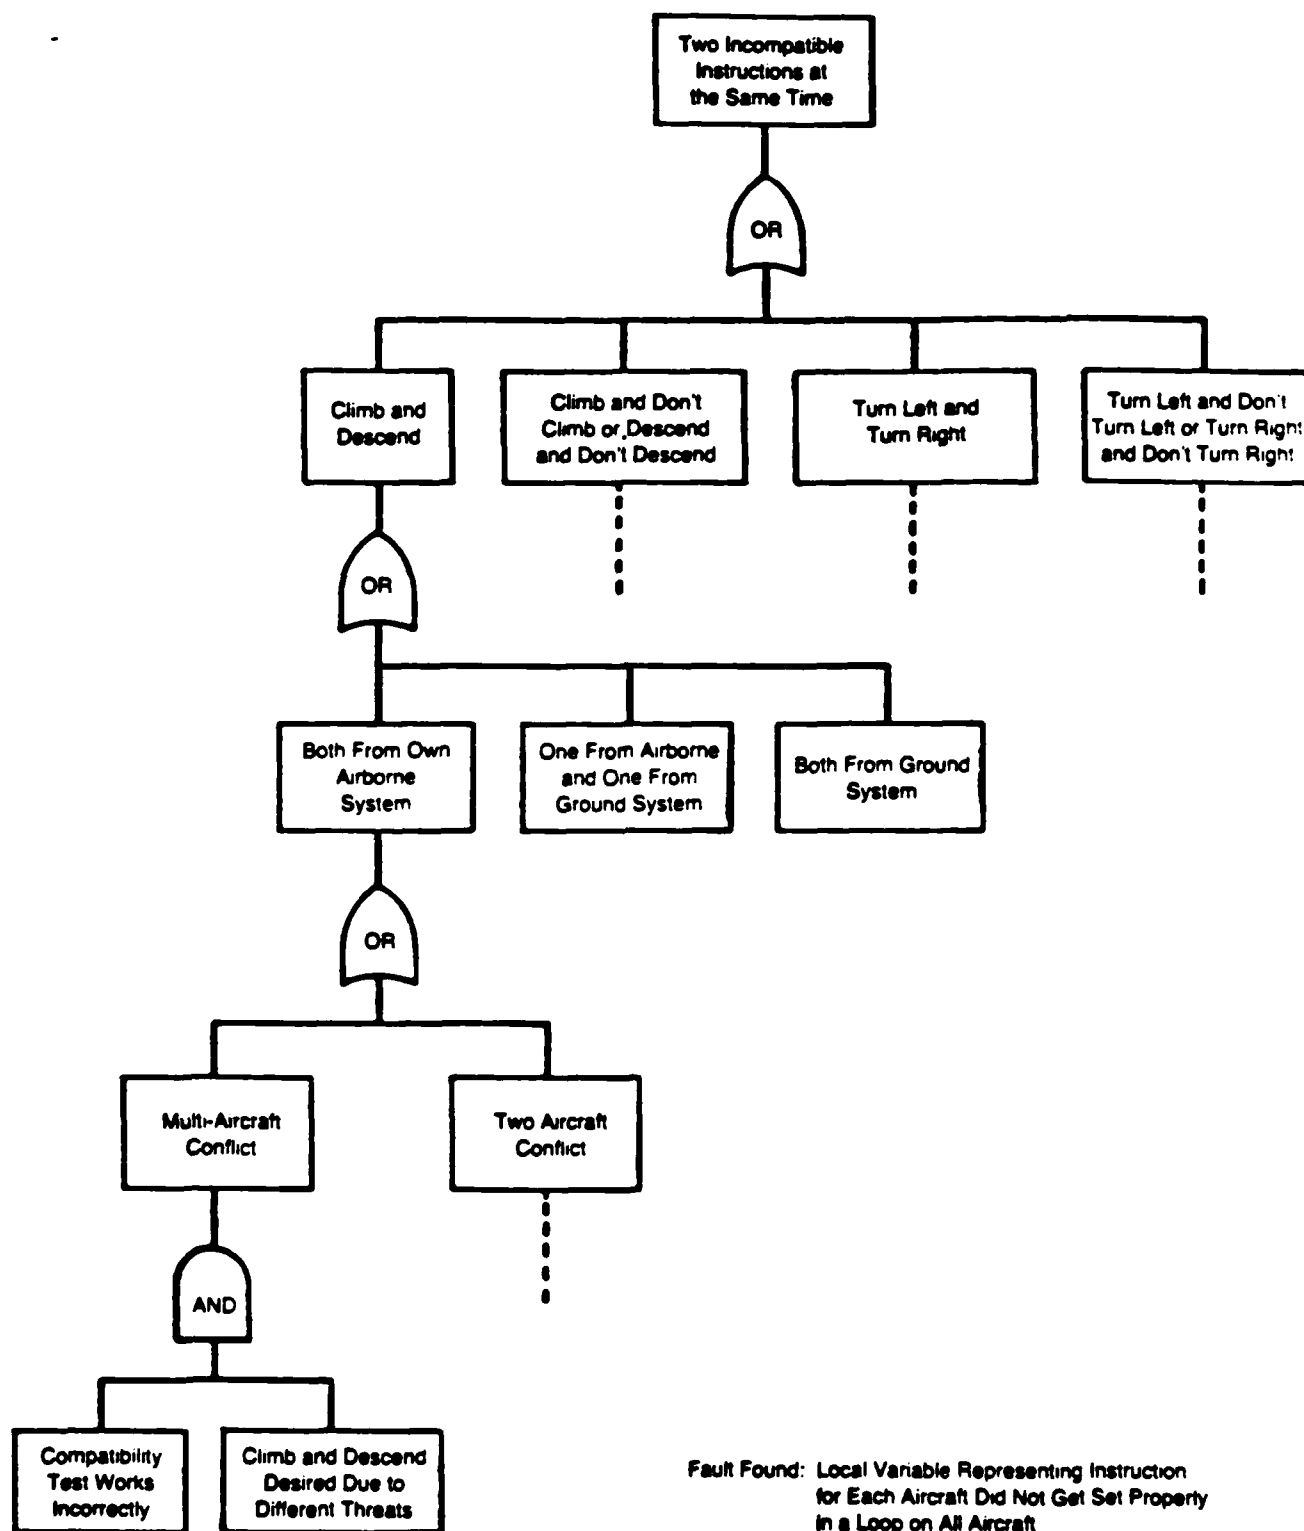 Two Incompatible
Instructions at
the Same Time
OR
Climb and
Descend
Climb and Don't
Climb or Descend
and Don't Descend
Turn Left and
Turn Right
Turn Left and Don't
Turn Left or Turn Right
and Don't Turn Right
OR
Both From Own
Airborne
System
One From Airborne
and One From
Ground System
Both From Ground
System
OR
Multi-Aircraft
Conflict
Two Aircraft
Conflict
AND
Compatibility
Test Works
Incorrectly
Climb and Descend
Desired Due to
Different Threats
Fault Found: Local Variable Representing Instruction
for Each Aircraft Did Not Get Set Properly
in a Loop on All Aircraft